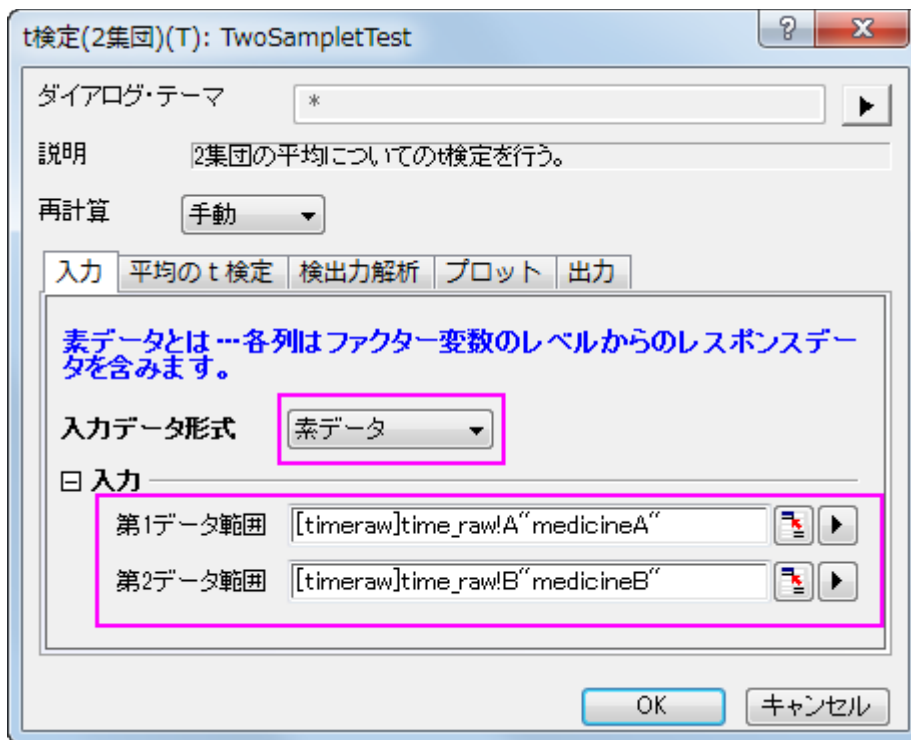 t検定(2集団)(T): TwoSampletTest
ダイアログ・テーマ *
説明 2集団の平均についてのt検定を行う。
再計算 手動
入力 平均のｔ検定 検出力解析 プロット 出力
素データとは…各列はファクター変数のレベルからのレスポンスデー
タを含みます。
入力データ形式 素データ
入力
第1データ範囲 [timeraw]time_raw!A"medicineA"
第2データ範囲 [timeraw]time_raw!B"medicineB"
OK キャンセル